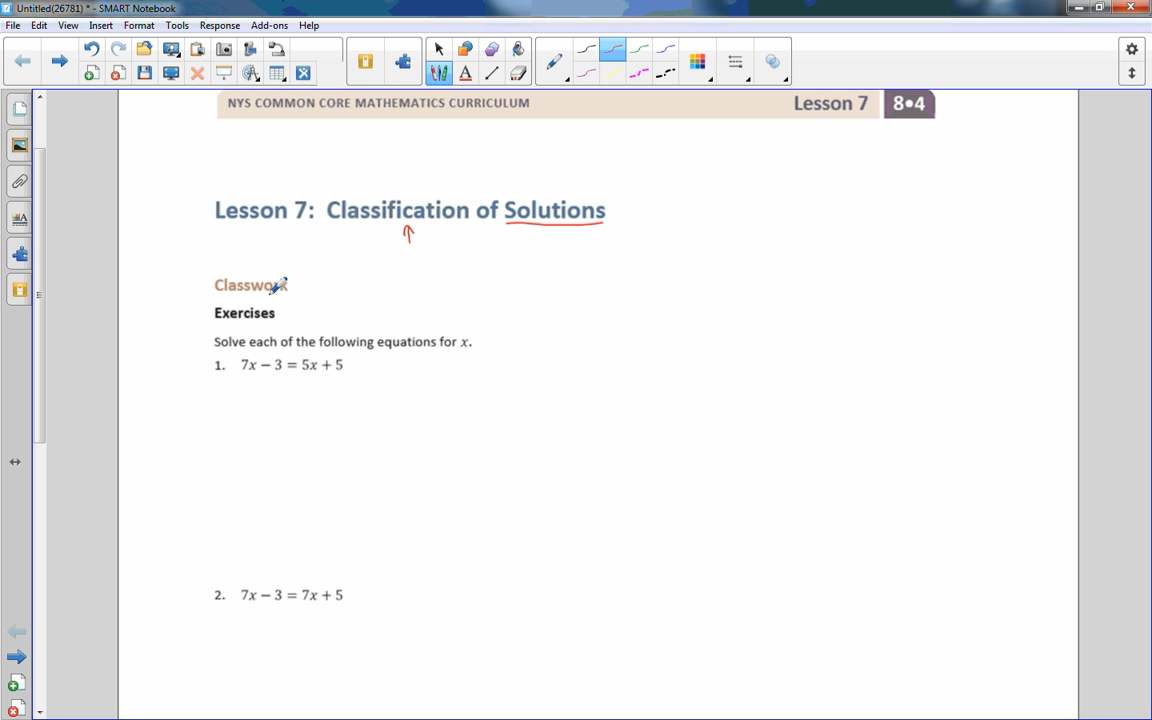 Untitled(26781) * - SMART Notebook
File Edit View Insert Format Tools Response Add-ons Help
NYS COMMON CORE MATHEMATICS CURRICULUM Lesson 7 8•4
Lesson 7: Classification of Solutions
Classwork
Exercises
Solve each of the following equations for x.
1. 7x − 3 = 5x + 5
2. 7x − 3 = 7x + 5